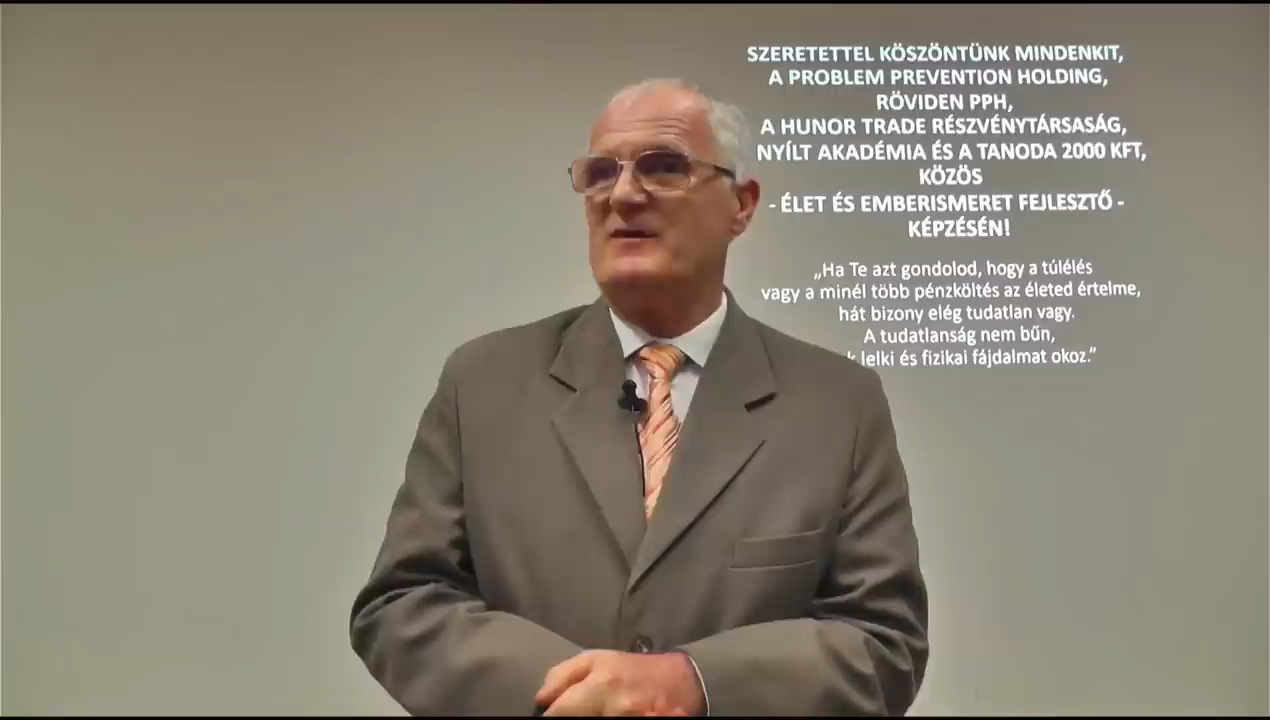 SZERETETTEL KÖSZÖNTÜNK MINDENKIT,
A PROBLEM PREVENTION HOLDING,
RÖVIDEN PPH,
A HUNOR TRADE RÉSZVÉNYTÁRSASÁG,
NYÍLT AKADÉMIA ÉS A TANODA 2000 KFT,
KÖZÖS
- ÉLET ÉS EMBERISMERET FEJLESZTŐ -
KÉPZÉSÉN!
„Ha Te azt gondolod, hogy a túlélés
vagy a minél több pénzköltés az életed értelme,
hát bizony elég tudatlan vagy.
A tudatlanság nem bűn,
lelki és fizikai fájdalmat okoz.”